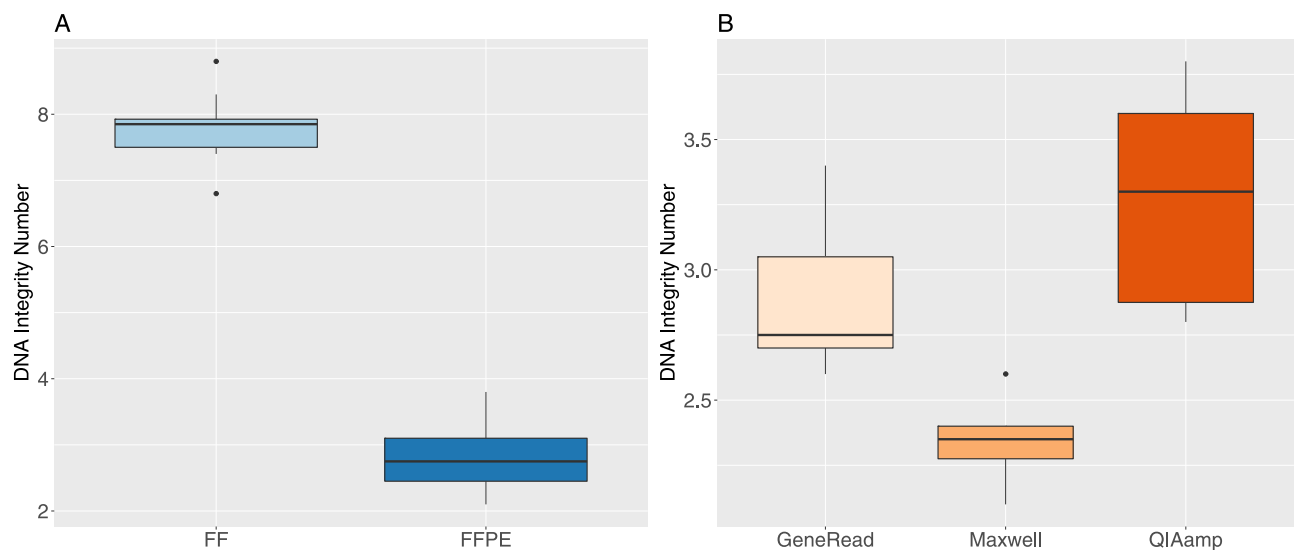 A
DNA Integrity Number
8
6
4
2
FF
FFPE
B
DNA Integrity Number
3.5
3.0
2.5
GeneRead
Maxwell
QIAamp